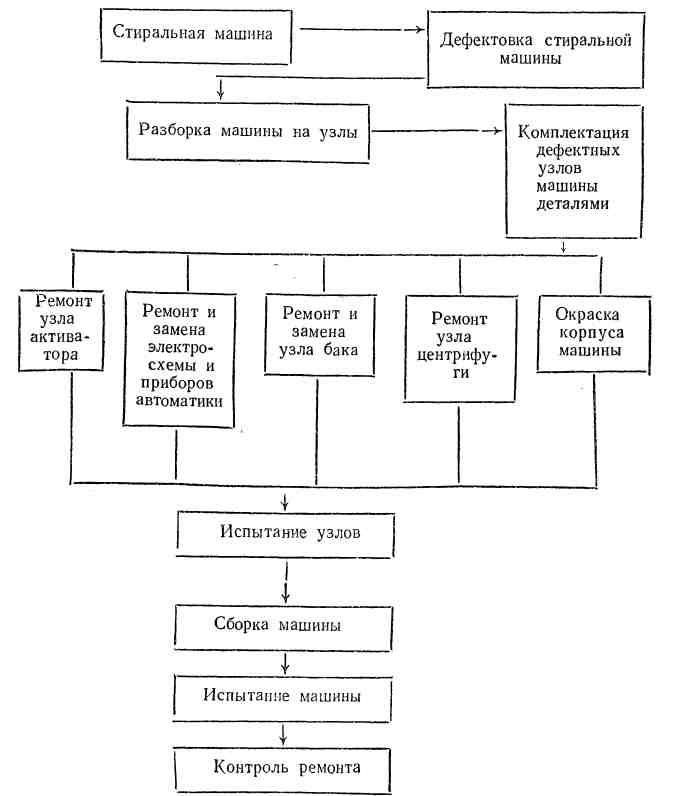 Стиральная машина
Дефектовка стиральной
машины
Разборка машины на узлы
Комплектация
дефектных
узлов
машины
деталями
Ремонт
узла
актива-
тора
Ремонт и
замена
электро-
схемы и
приборов
автоматики
Ремонт и
замена
узла бака
Ремонт
узла
центрифу-
ги
Окраска
корпуса
машины
Испытание узлов
Сборка машины
Испытание машины
Контроль ремонта